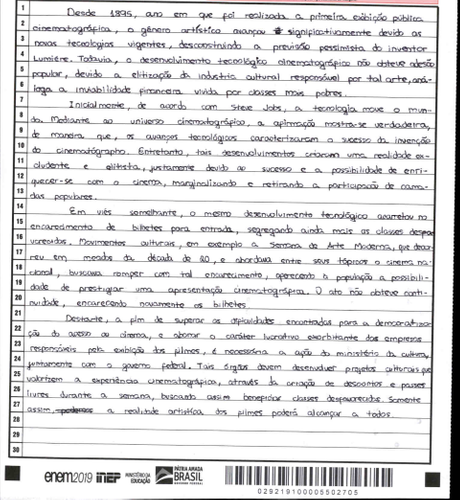 1 Desde 1895, ano em que foi realizada a primeira exibição pública
2 cinematográfica, o gênero artístico avançou significativamente devido as
3 novas tecnologias vigentes, desconstruindo a previsão pessimista do inventor
4 Lumière. Todavia, o desenvolvimento tecnológico cinematográfico não obteve adesão
5 popular, devido a elitização da industria cultural responsável por tal arte, aná-
6 loga a inviabilidade financeira vivida por classes mais pobres.
7 Inicialmente, de acordo com Steve Jobs, a tecnologia move o mun-
8 do. Mediante ao universo cinematográfico, a afirmação mostra-se verdadeira,
9 de maneira que, os avanços tecnológicos caracterizaram o sucesso da invenção
10 do cinematógrapho. Entretanto, tais desenvolvimentos criaram uma realidade ex-
11 cludente e elitista, justamente devido ao sucesso e a possibilidade de enri-
12 quecer-se com o cinema, marginalizando e retirando a participação de cama-
13 das populares.
14 Em viés semelhante, o mesmo desenvolvimento tecnológico acarretou no
15 encarecimento de bilhetes para entrada, segregando ainda mais as classes desfa-
16 vorecidas. Movimentos culturais, em exemplo a Semana de Arte Moderna, que ocor-
17 reu em meados da década de 20, e abordava entre seus tópicos o cinema na-
18 cional, buscava romper com tal encarecimento, oferecendo a população a possibili-
19 dade de prestigiar uma apresentação cinematográfica. O ato não obteve conti-
20 nuidade, encarecendo novamente os bilhetes.
21 Destarte, a fim de superar as dificuldades encontradas para a democratiza-
22 ção do acesso ao cinema, e abonar o caráter lucrativo exorbitante das empresas
23 responsáveis pela exibição dos filmes, é necessária a ação do ministério da cultura,
24 juntamente com o governo federal. Tais órgãos devem desenvolver projetos culturais que
25 valorizem a experiência cinematográfica, através da criação de descontos e passes
26 livres durante a semana, buscando assim beneficiar classes desfavorecidas. Somente
27 assim, a realidade artística dos filmes poderá alcançar a todos.
28
29
30
enem2019 inep MINISTÉRIO DA EDUCAÇÃO PÁTRIA AMADA BRASIL GOVERNO FEDERAL
029219100005502705